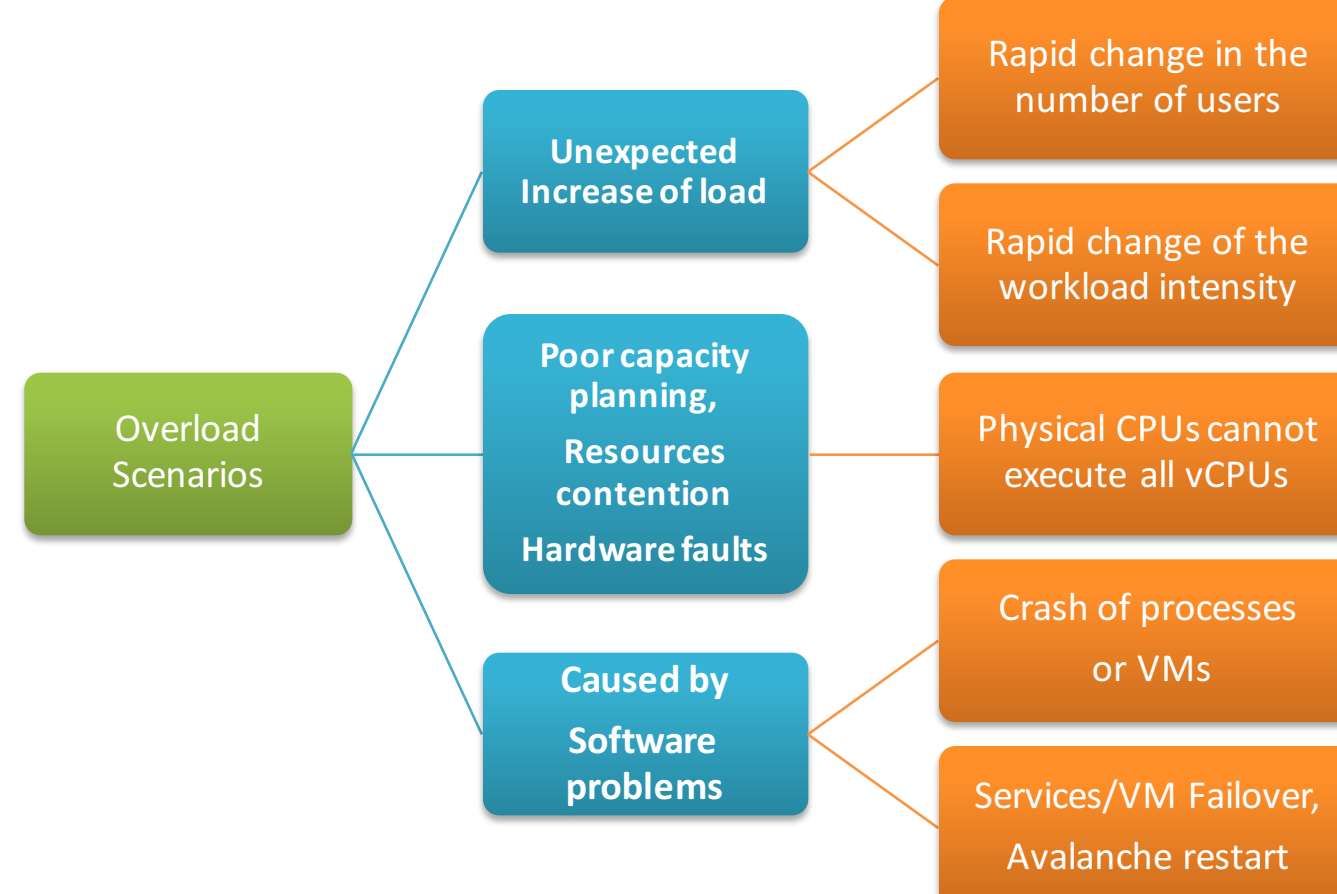 Overload
Scenarios
Unexpected
Increase of load
Poor capacity
planning,
Resources
contention
Hardware faults
Caused by
Software
problems
Rapid change in the
number of users
Rapid change of the
workload intensity
Physical CPUs cannot
execute all vCPUs
Crash of processes
or VMs
Services/VM Failover,
Avalanche restart